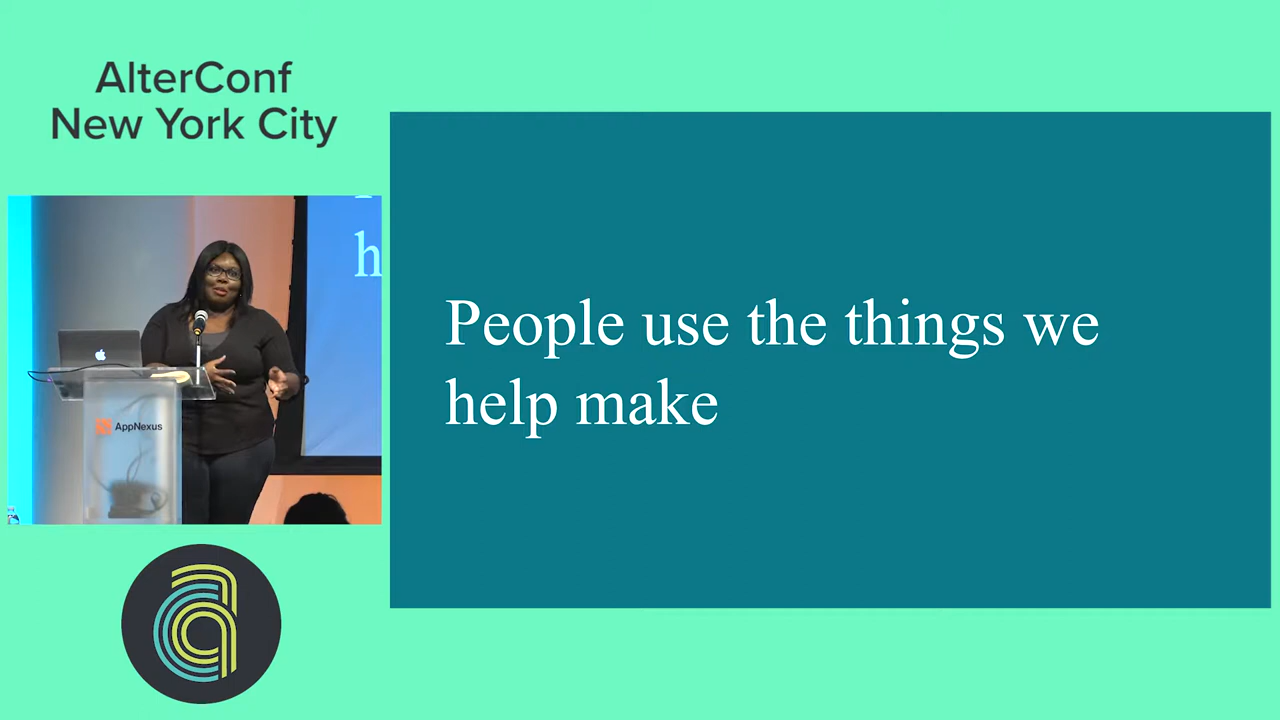 AlterConf
New York City
h
AppNexus
People use the things we
help make